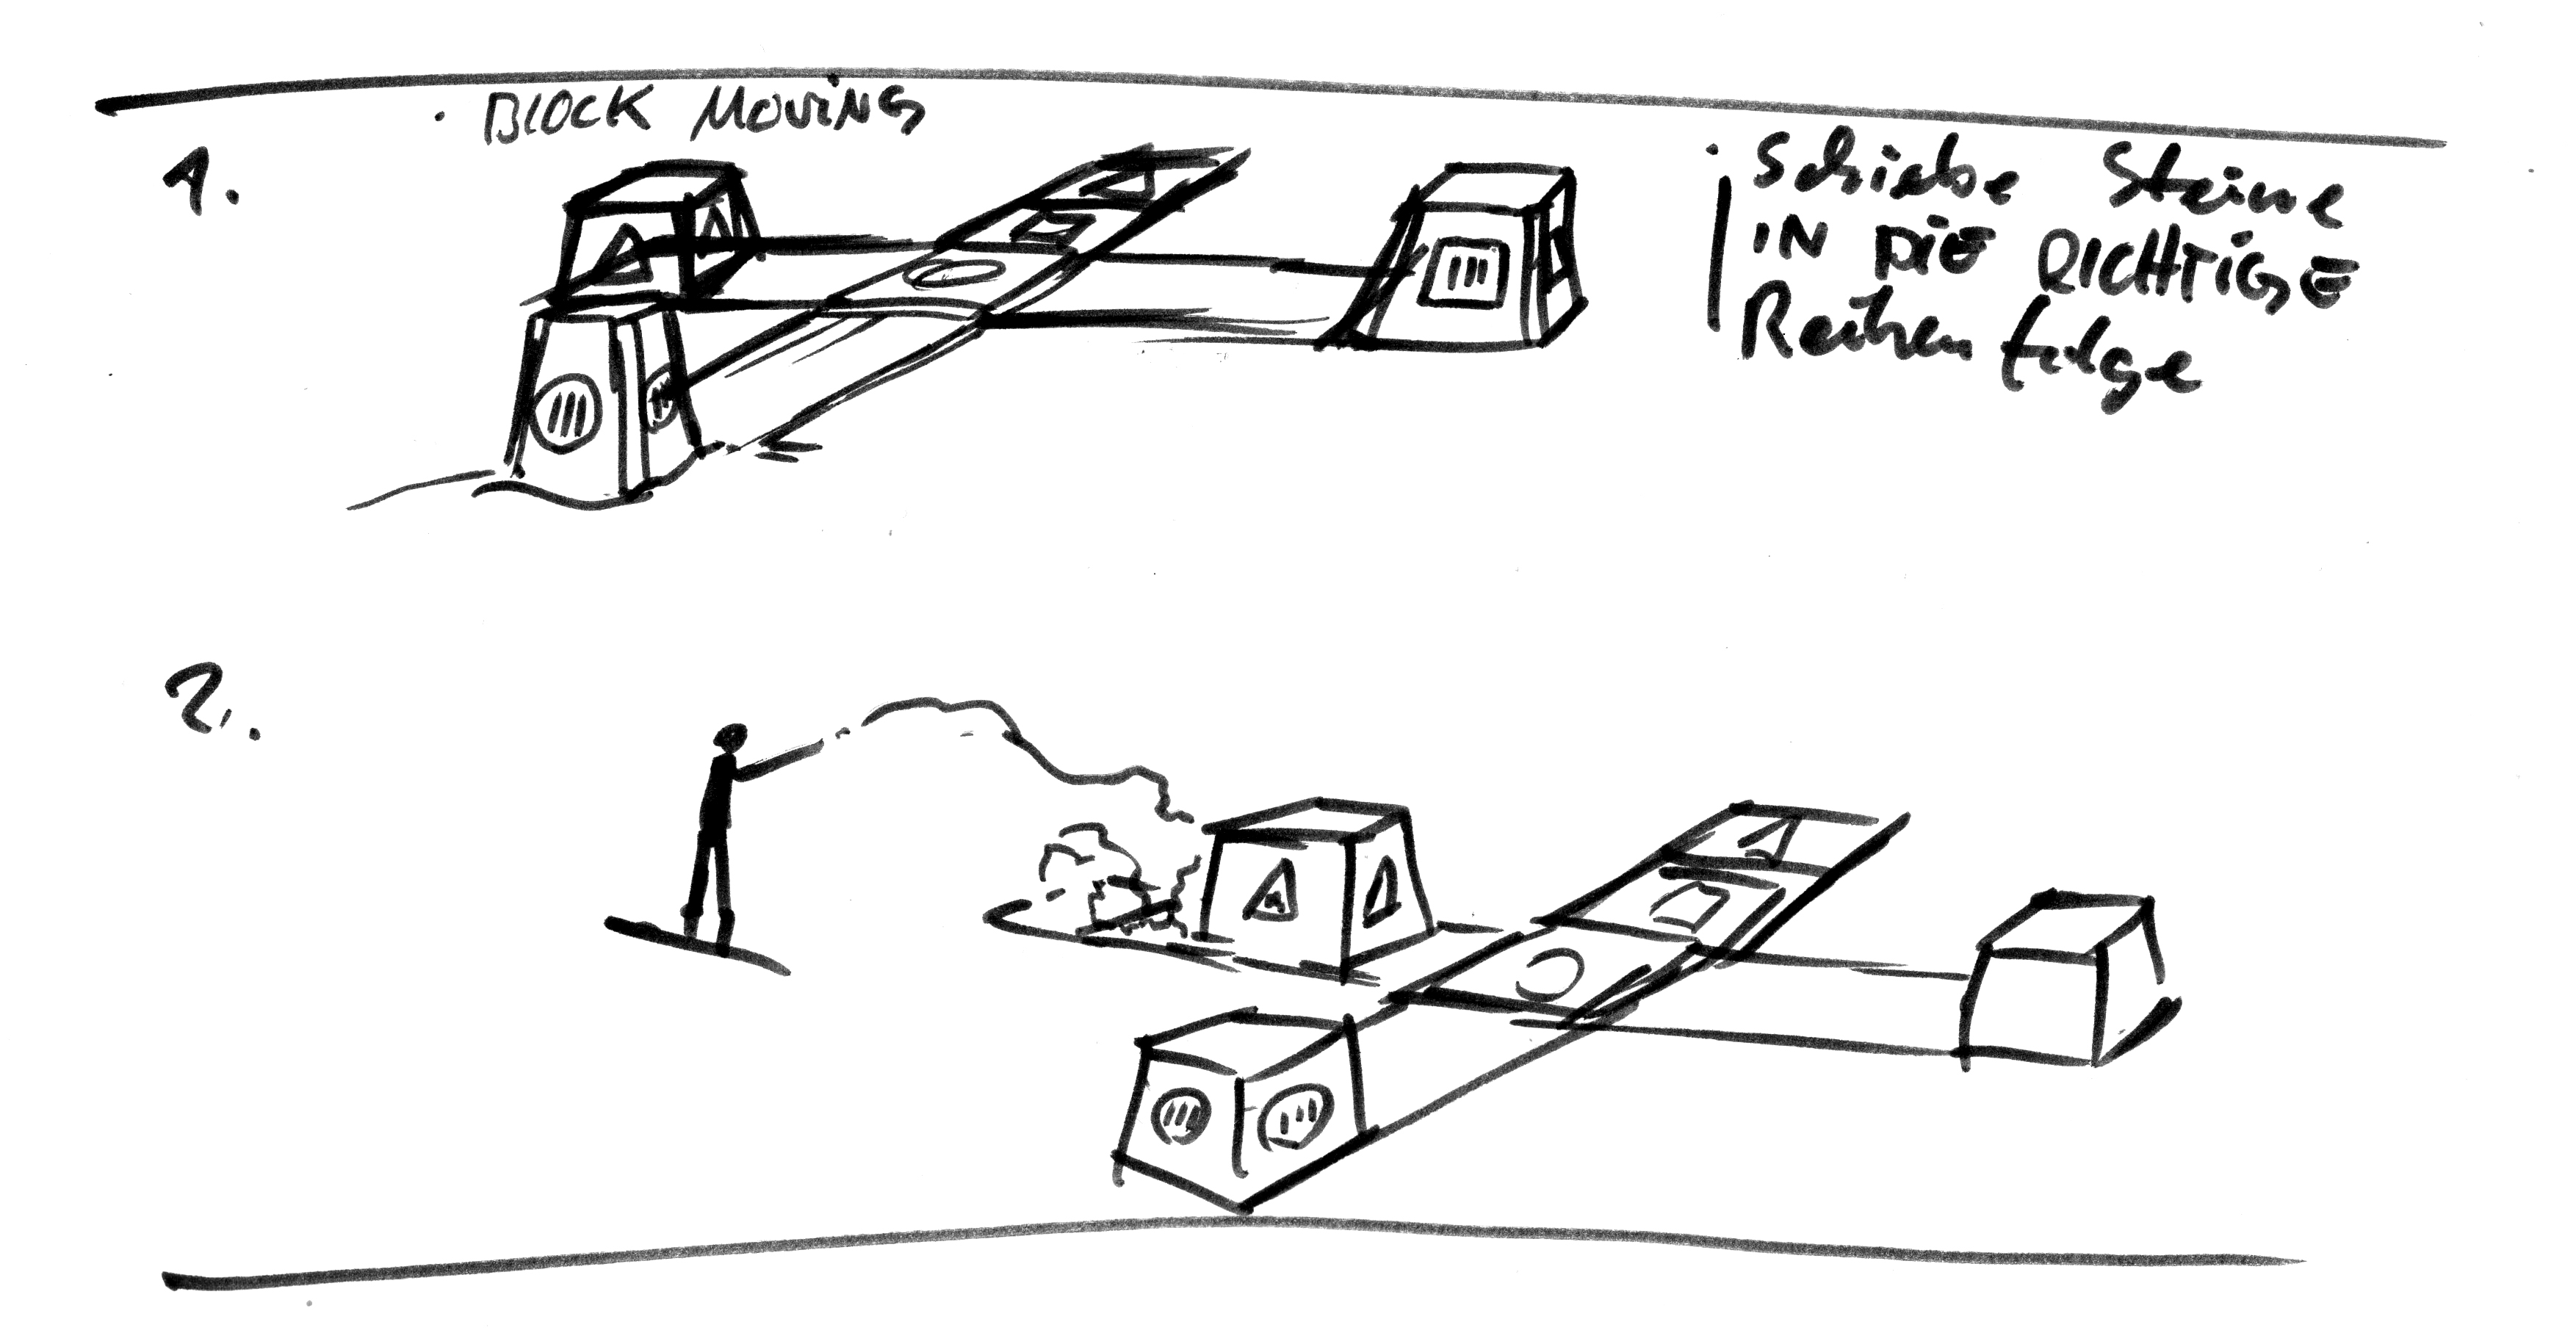 · BLOCK MOVING
1.
· Schiebe Steine
IN DIE RICHTIGE
Reihenfolge
2.